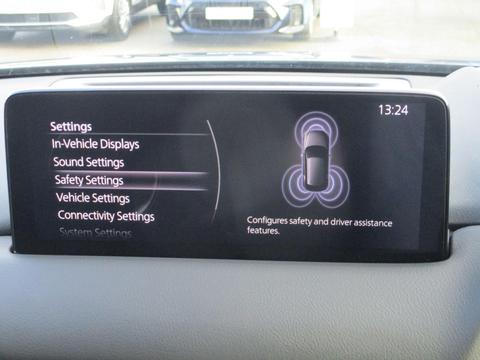 13:24
Settings
In-Vehicle Displays
Sound Settings
Safety Settings
Vehicle Settings
Connectivity Settings
System Settings
Configures safety and driver assistance
features.